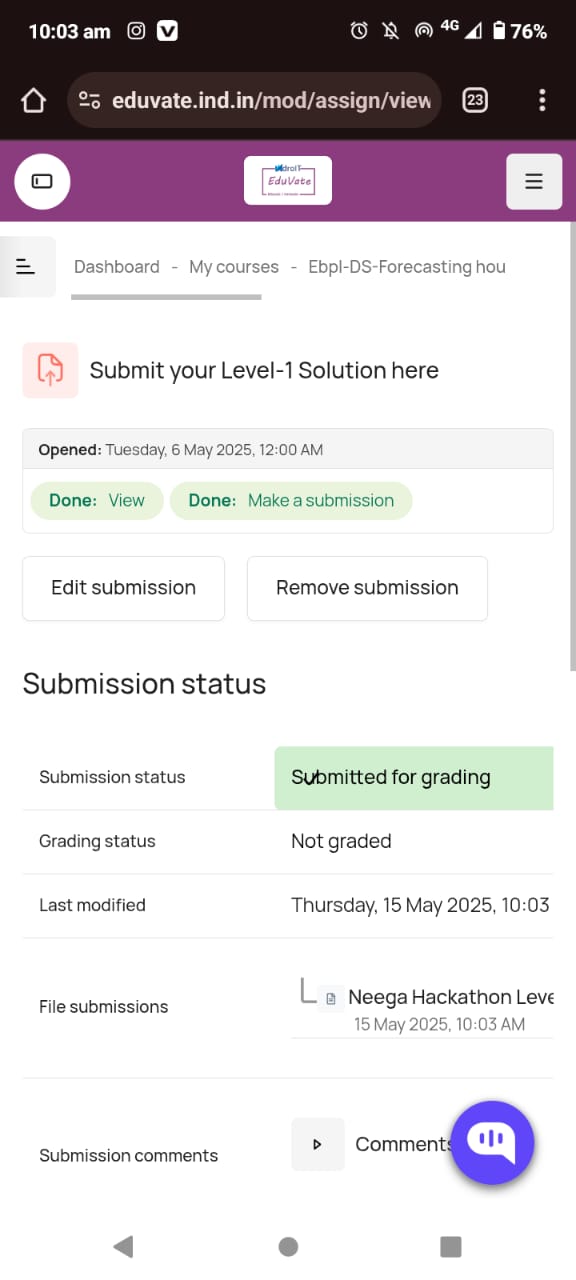 10:03 am
4G
76%
eduvate.ind.in/mod/assign/view
23
EduVate
Dashboard - My courses - Ebpl-DS-Forecasting hou
Submit your Level-1 Solution here
Opened: Tuesday, 6 May 2025, 12:00 AM
Done: View Done: Make a submission
Edit submission
Remove submission
Submission status
Submission status Submitted for grading
Grading status Not graded
Last modified Thursday, 15 May 2025, 10:03
File submissions Neega Hackathon Leve
15 May 2025, 10:03 AM
Submission comments Comments